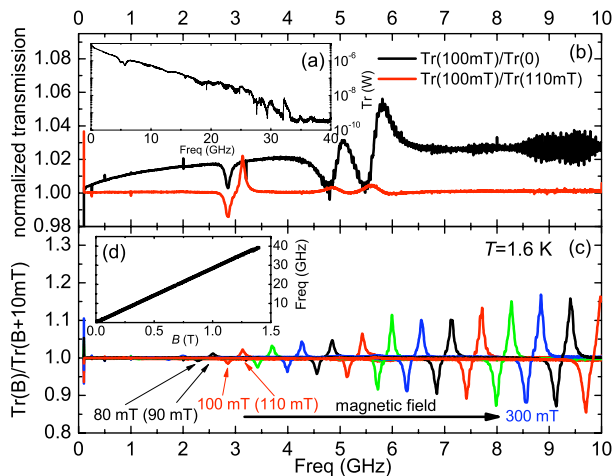 0 1 2 3 4 5 6 7 8 9 10
normalized transmission
1.08
1.06
1.04
1.02
1.00
0.98
(a)
10⁻⁶
10⁻⁸
10⁻¹⁰
Tr (W)
0 10 20 30 40
Freq (GHz)
(b)
Tr(100mT)/Tr(0)
Tr(100mT)/Tr(110mT)
Tr(B)/Tr(B+10mT)
1.3
1.2
1.1
1.0
0.9
0.8
(d)
40
30
20
10
Freq (GHz)
0.0 0.5 1.0 1.5
B (T)
T=1.6 K
(c)
80 mT (90 mT)
100 mT (110 mT)
magnetic field
300 mT
0 1 2 3 4 5 6 7 8 9 10
Freq (GHz)